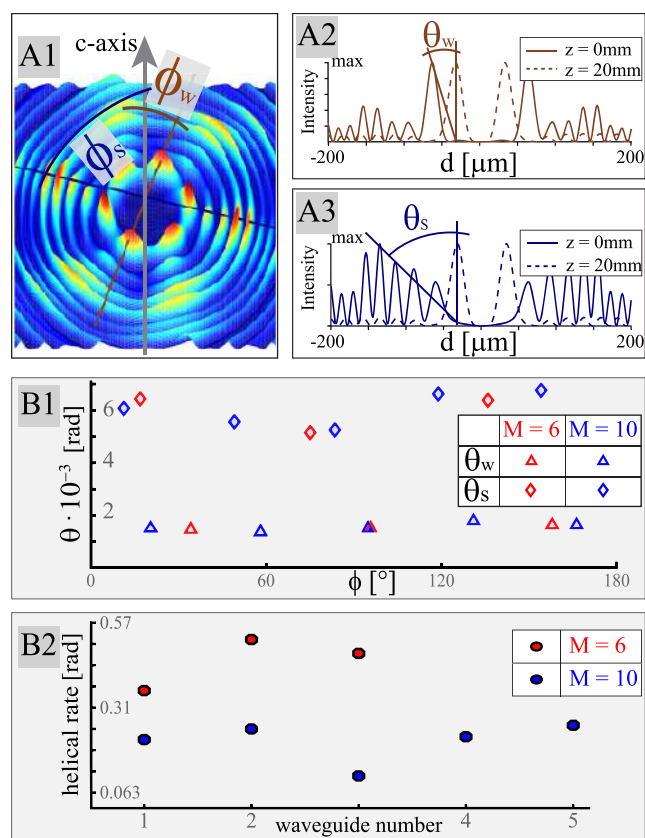 A1
c-axis
ϕw
ϕs
A2
θw
max
Intensity
z = 0mm
z = 20mm
-200
200
d [µm]
A3
θs
max
Intensity
z = 0mm
z = 20mm
-200
200
d [µm]
B1
θ · 10⁻³ [rad]
6
4
2
M = 6 M = 10
θw
θs
0
60
120
180
ϕ [°]
B2
helical rate [rad]
0.57
0.31
0.063
M = 6
M = 10
1
2
4
5
waveguide number